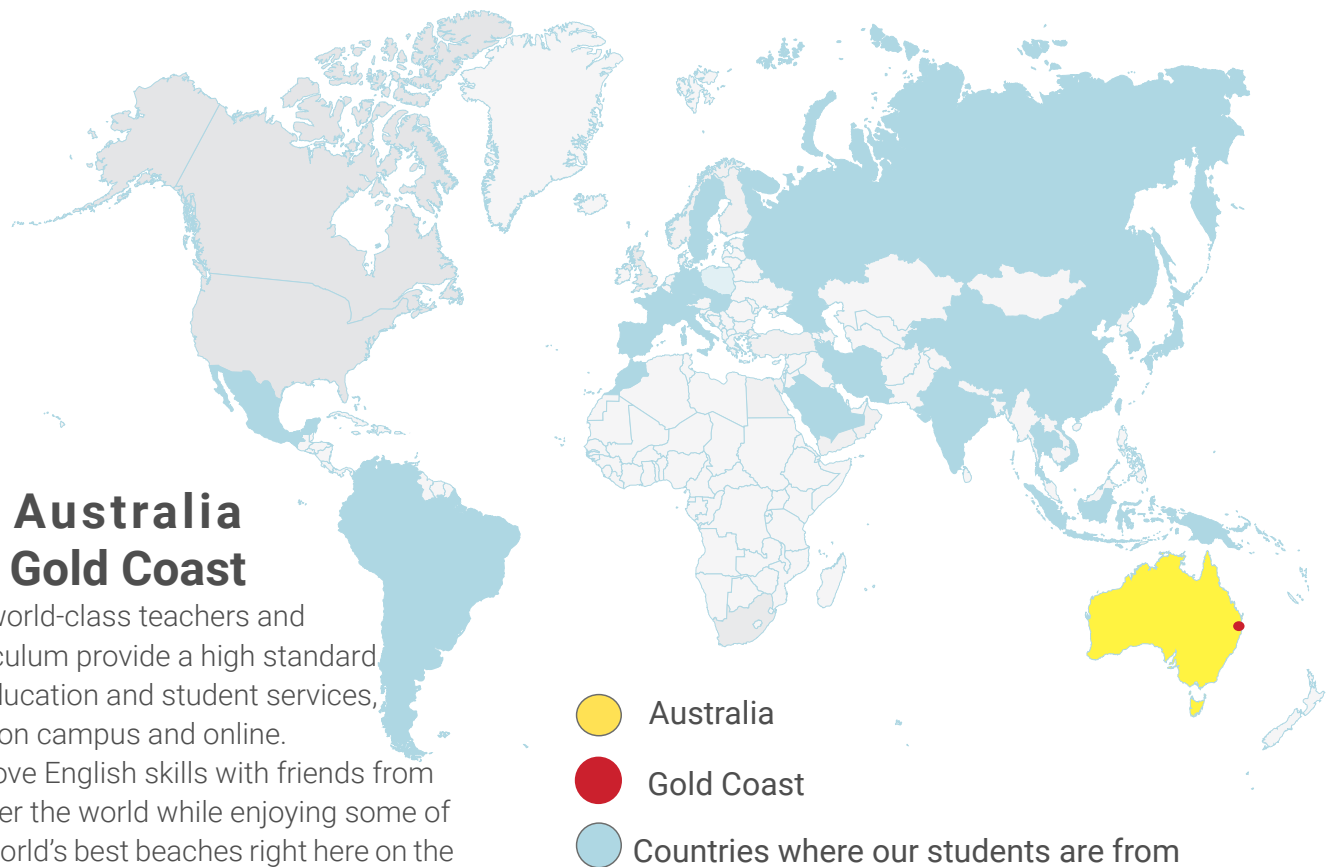 Australia
Gold Coast
world-class teachers and
culum provide a high standard
ducation and student services,
on campus and online.
ove English skills with friends from
er the world while enjoying some of
orld's best beaches right here on the
Australia
Gold Coast
Countries where our students are from